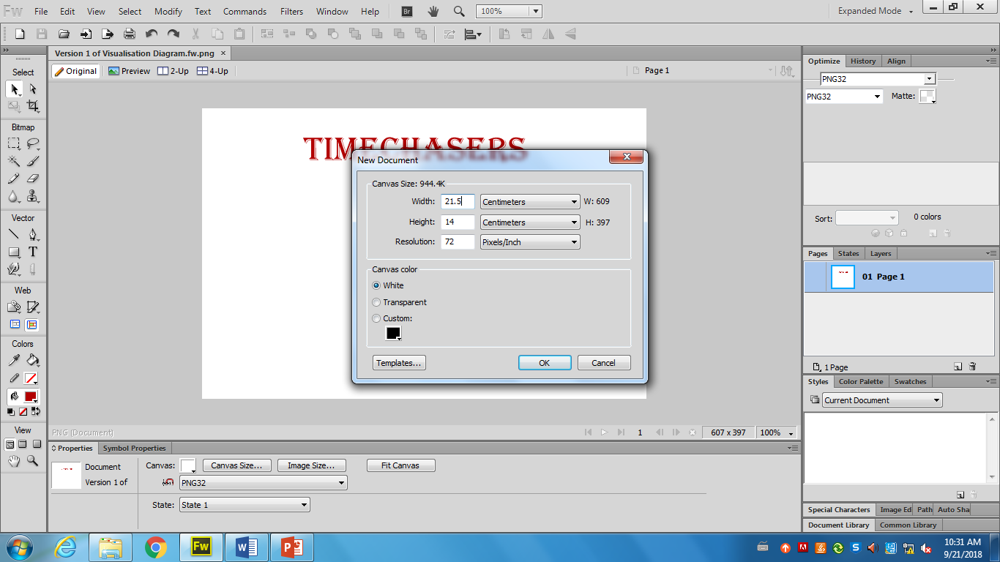 Fw File Edit View Select Modify Text Commands Filters Window Help Br 100% Expanded Mode
Version 1 of Visualisation Diagram.fw.png ×
Original Preview 2-Up 4-Up Page 1
Select
Bitmap
Vector
T
Web
Colors
View
TIMECHASERS
New Document
Canvas Size: 944.4K
Width: 21.5 Centimeters W: 609
Height: 14 Centimeters H: 397
Resolution: 72 Pixels/Inch
Canvas color
White
Transparent
Custom:
Templates... OK Cancel
PNG (Document) 1 607 x 397 100%
Properties Symbol Properties
Document Canvas: Canvas Size... Image Size... Fit Canvas
Version 1 of PNG32
State: State 1
Optimize History Align
PNG32
PNG32 Matte:
Sort: 0 colors
Pages States Layers
01 Page 1
1 Page
Styles Color Palette Swatches
Current Document
Special Characters Image Ed Path Auto Sha
Document Library Common Library
Fw W P S
10:31 AM
9/21/2018